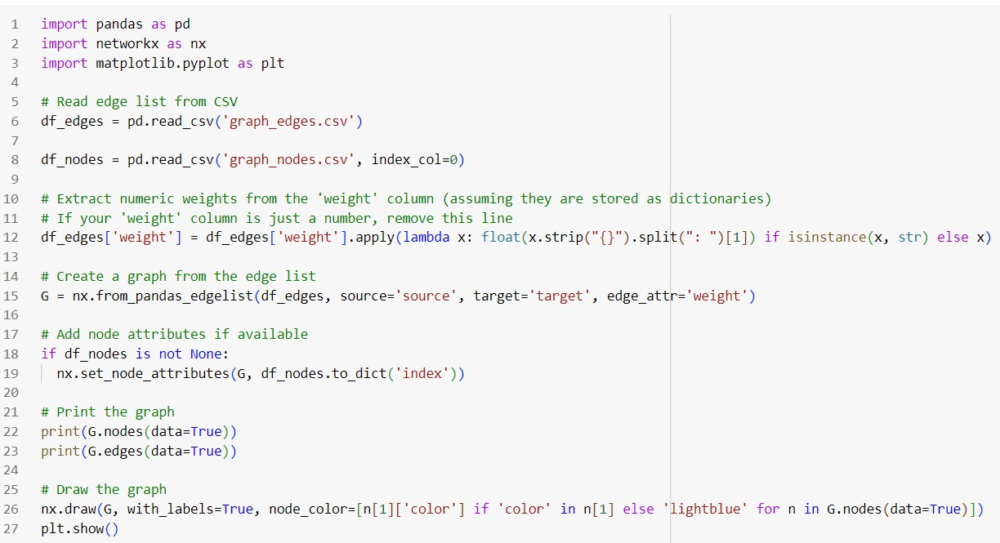 1 import pandas as pd
2 import networkx as nx
3 import matplotlib.pyplot as plt
4
5 # Read edge list from CSV
6 df_edges = pd.read_csv('graph_edges.csv')
7
8 df_nodes = pd.read_csv('graph_nodes.csv', index_col=0)
9
10 # Extract numeric weights from the 'weight' column (assuming they are stored as dictionaries)
11 # If your 'weight' column is just a number, remove this line
12 df_edges['weight'] = df_edges['weight'].apply(lambda x: float(x.strip("{}").split(": ")[1]) if isinstance(x, str) else x)
13
14 # Create a graph from the edge list
15 G = nx.from_pandas_edgelist(df_edges, source='source', target='target', edge_attr='weight')
16
17 # Add node attributes if available
18 if df_nodes is not None:
19   nx.set_node_attributes(G, df_nodes.to_dict('index'))
20
21 # Print the graph
22 print(G.nodes(data=True))
23 print(G.edges(data=True))
24
25 # Draw the graph
26 nx.draw(G, with_labels=True, node_color=[n[1]['color'] if 'color' in n[1] else 'lightblue' for n in G.nodes(data=True)])
27 plt.show()